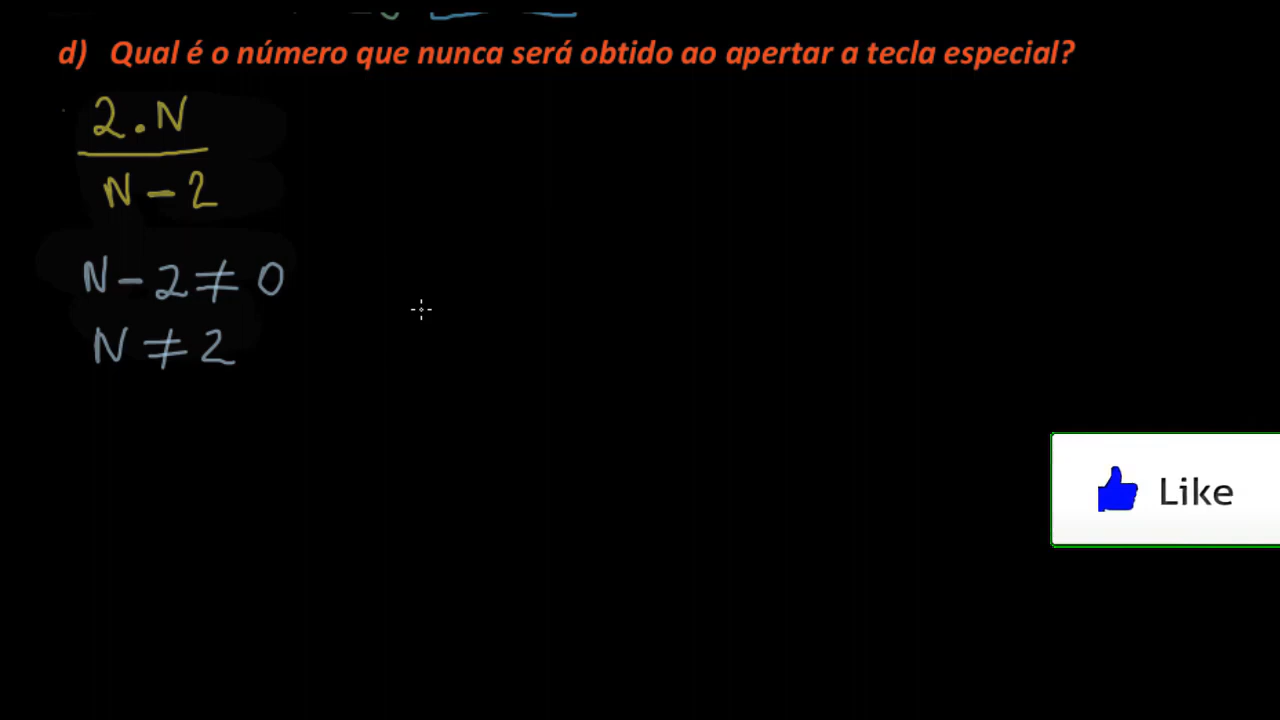 d) Qual é o número que nunca será obtido ao apertar a tecla especial?
2.N
N-2
N-2≠0
N≠2
Like